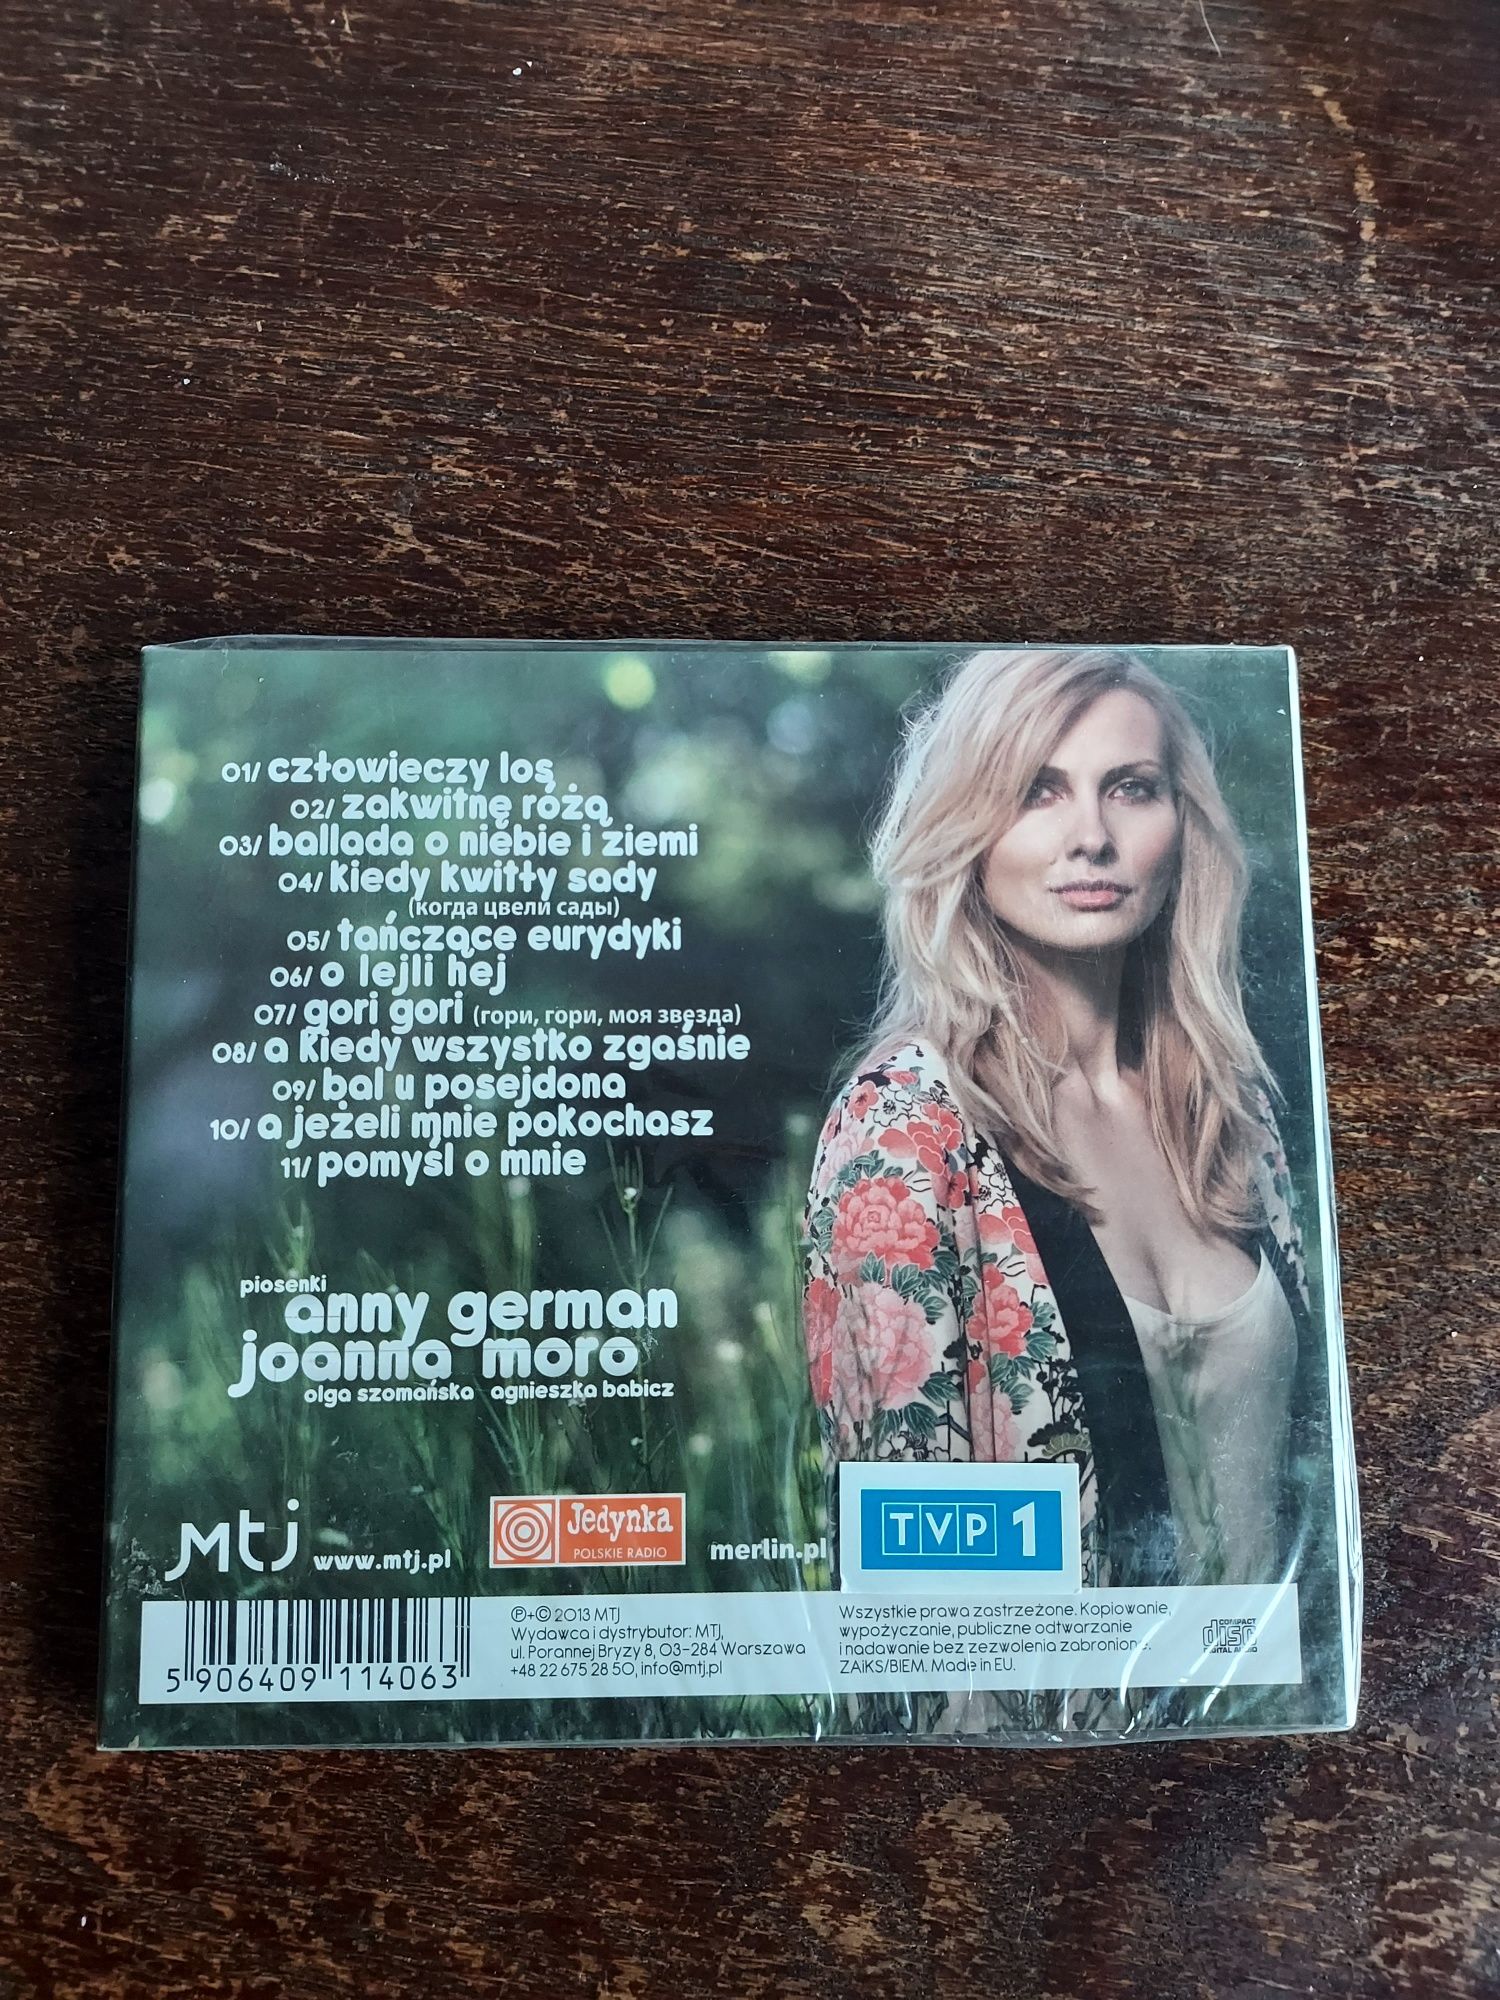 01/ człowieczy los
02/ zakwitnę różą
03/ ballada o niebie i ziemi
04/ kiedy kwitły sady
(когда цвели сады)
05/ tańczące eurydyki
06/ o lejli hej
07/ gori gori (гори, гори, моя звезда)
08/ a kiedy wszystko zgaśnie
09/ bal u posejdona
10/ a jeżeli mnie pokochasz
11/ pomyśl o mnie
piosenki
anny german
joanna moro
olga szomańska agnieszka babicz
mtj www.mtj.pl
Jedynka
POLSKIE RADIO
merlin.pl
TVP 1
5 906409 114063
℗+© 2013 MTJ
Wydawca i dystrybutor: MTJ,
ul. Porannej Bryzy 8, 03-284 Warszawa
+48 22 675 28 50, info@mtj.pl
Wszystkie prawa zastrzeżone. Kopiowanie,
wypożyczanie, publiczne odtwarzanie
i nadawanie bez zezwolenia zabronione.
ZAiKS/BIEM. Made in EU.
COMPACT
disc
DIGITAL AUDIO